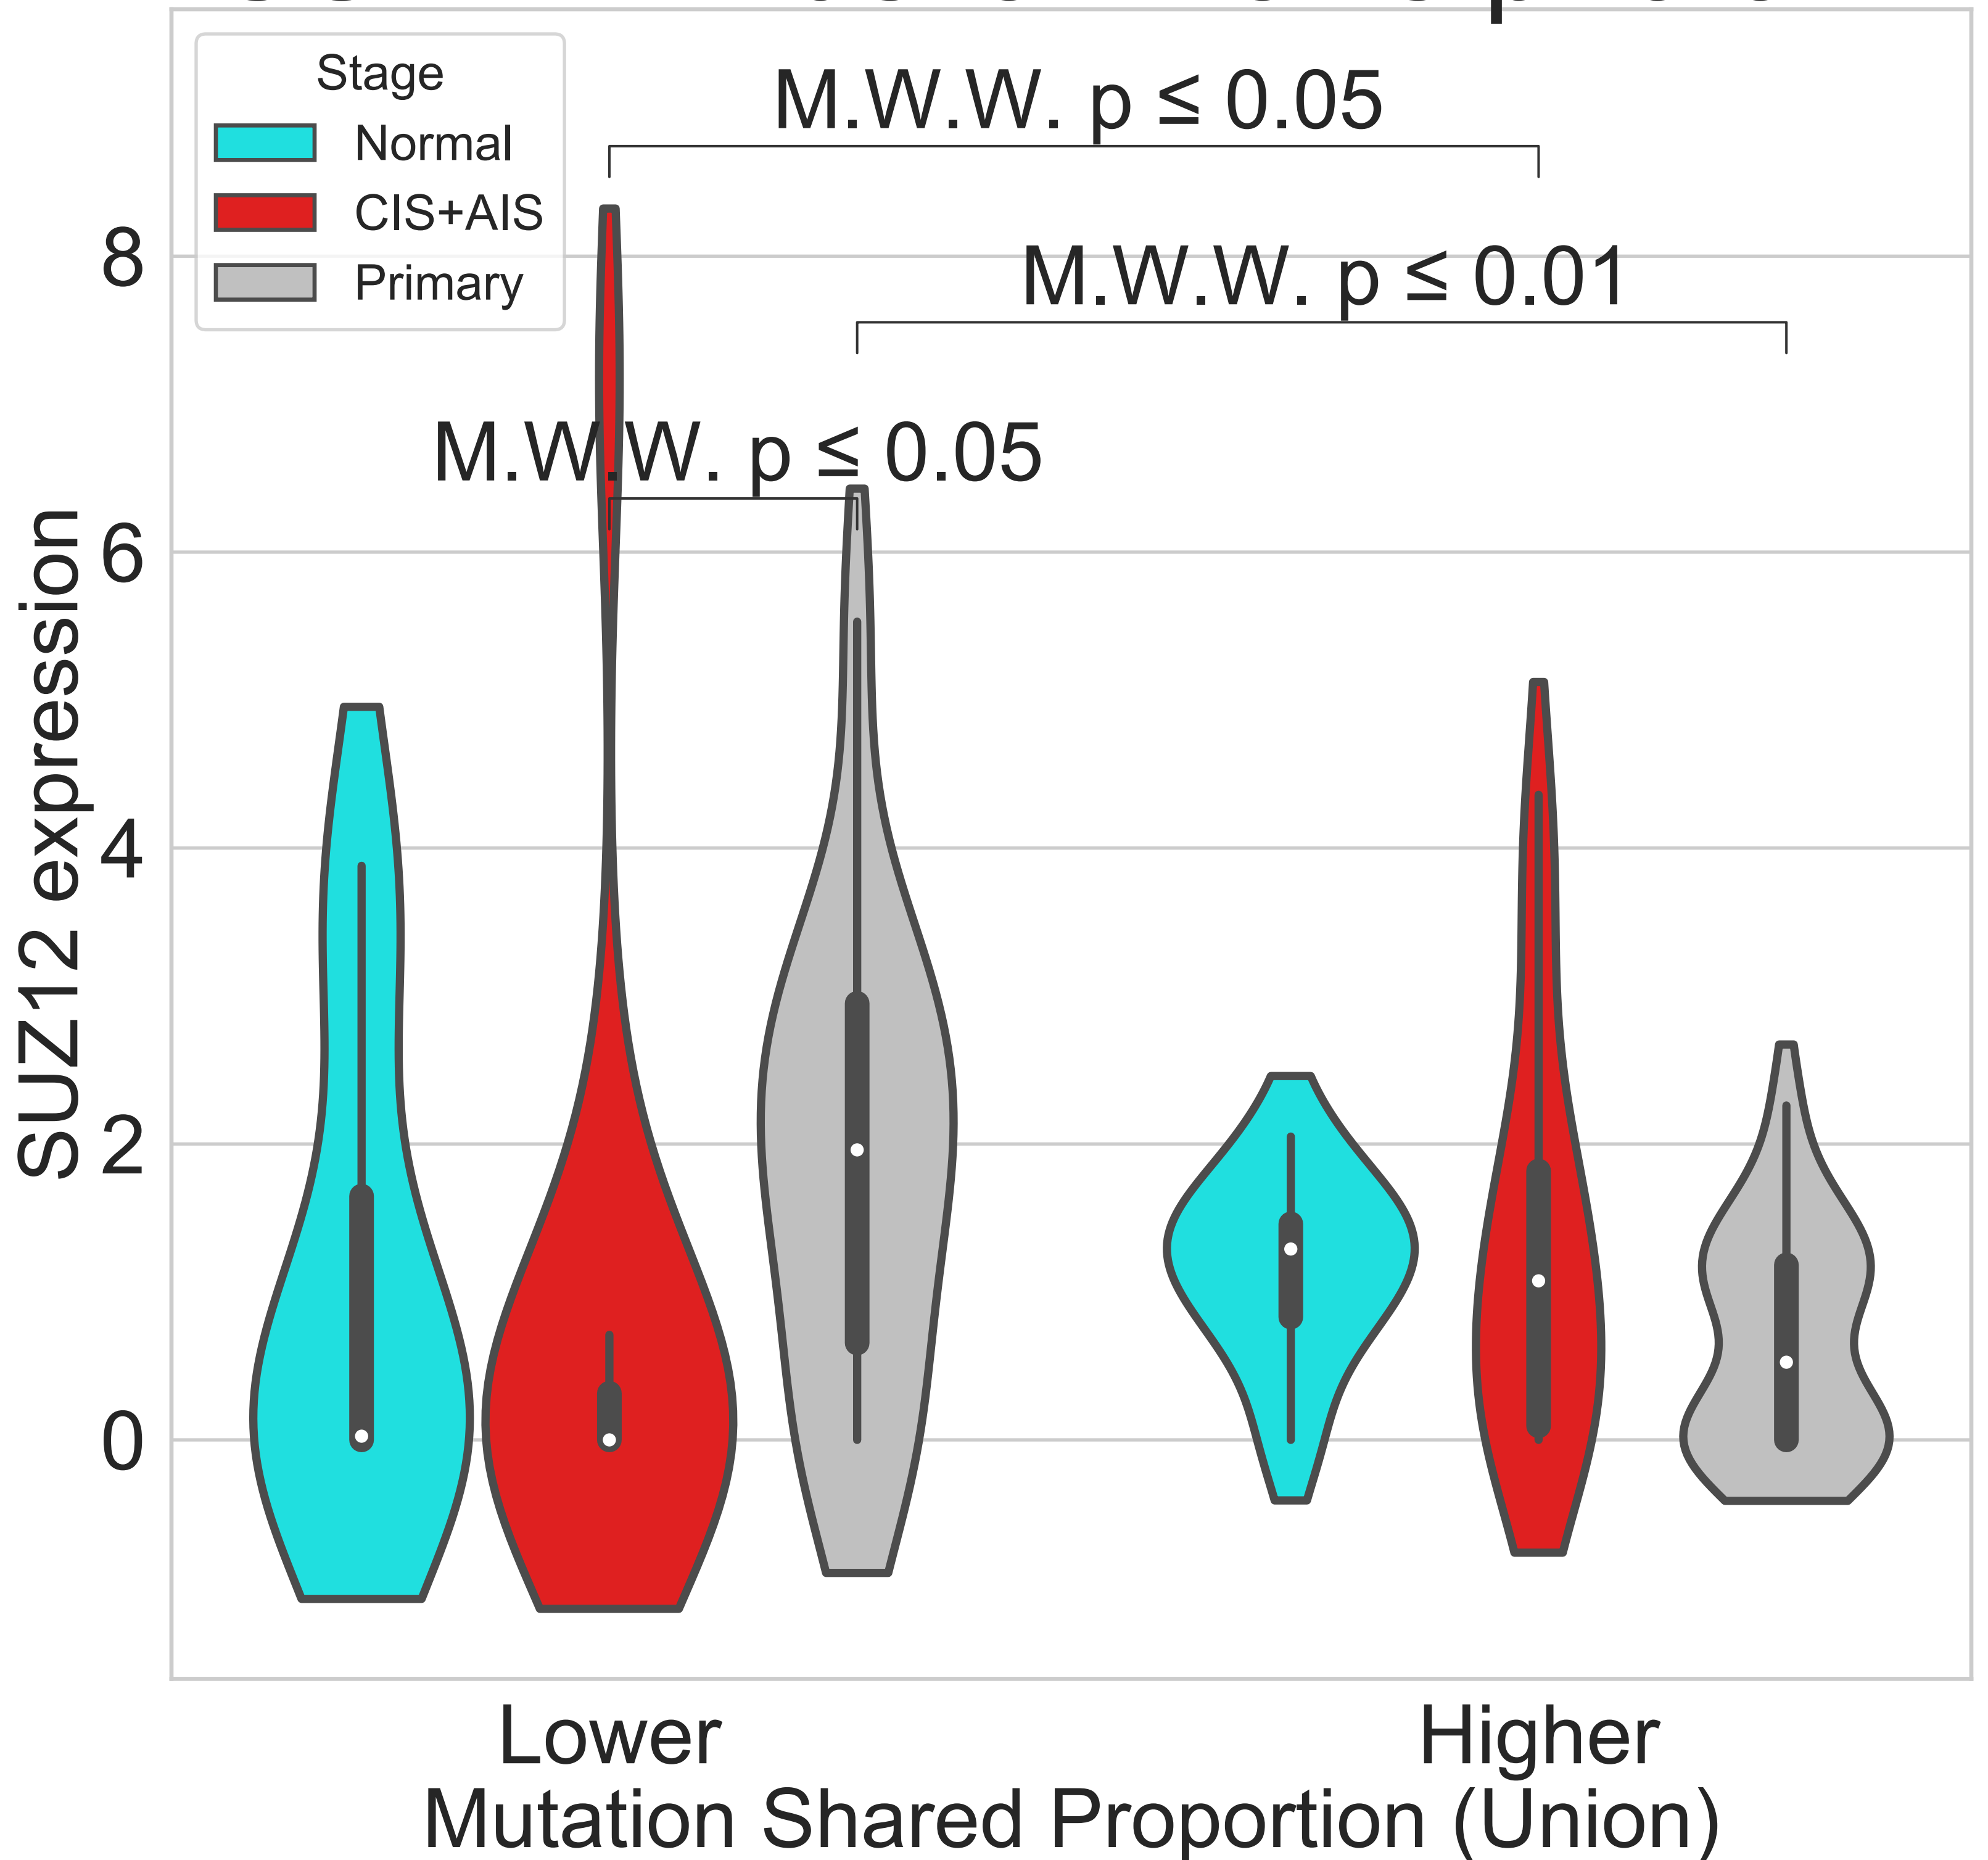 Stage
Normal
CIS+AIS
Primary
M.W.W. p ≤ 0.05
M.W.W. p ≤ 0.01
M.W.W. p ≤ 0.05
8
6
4
2
0
SUZ12 expression
Lower
Higher
Mutation Shared Proportion (Union)